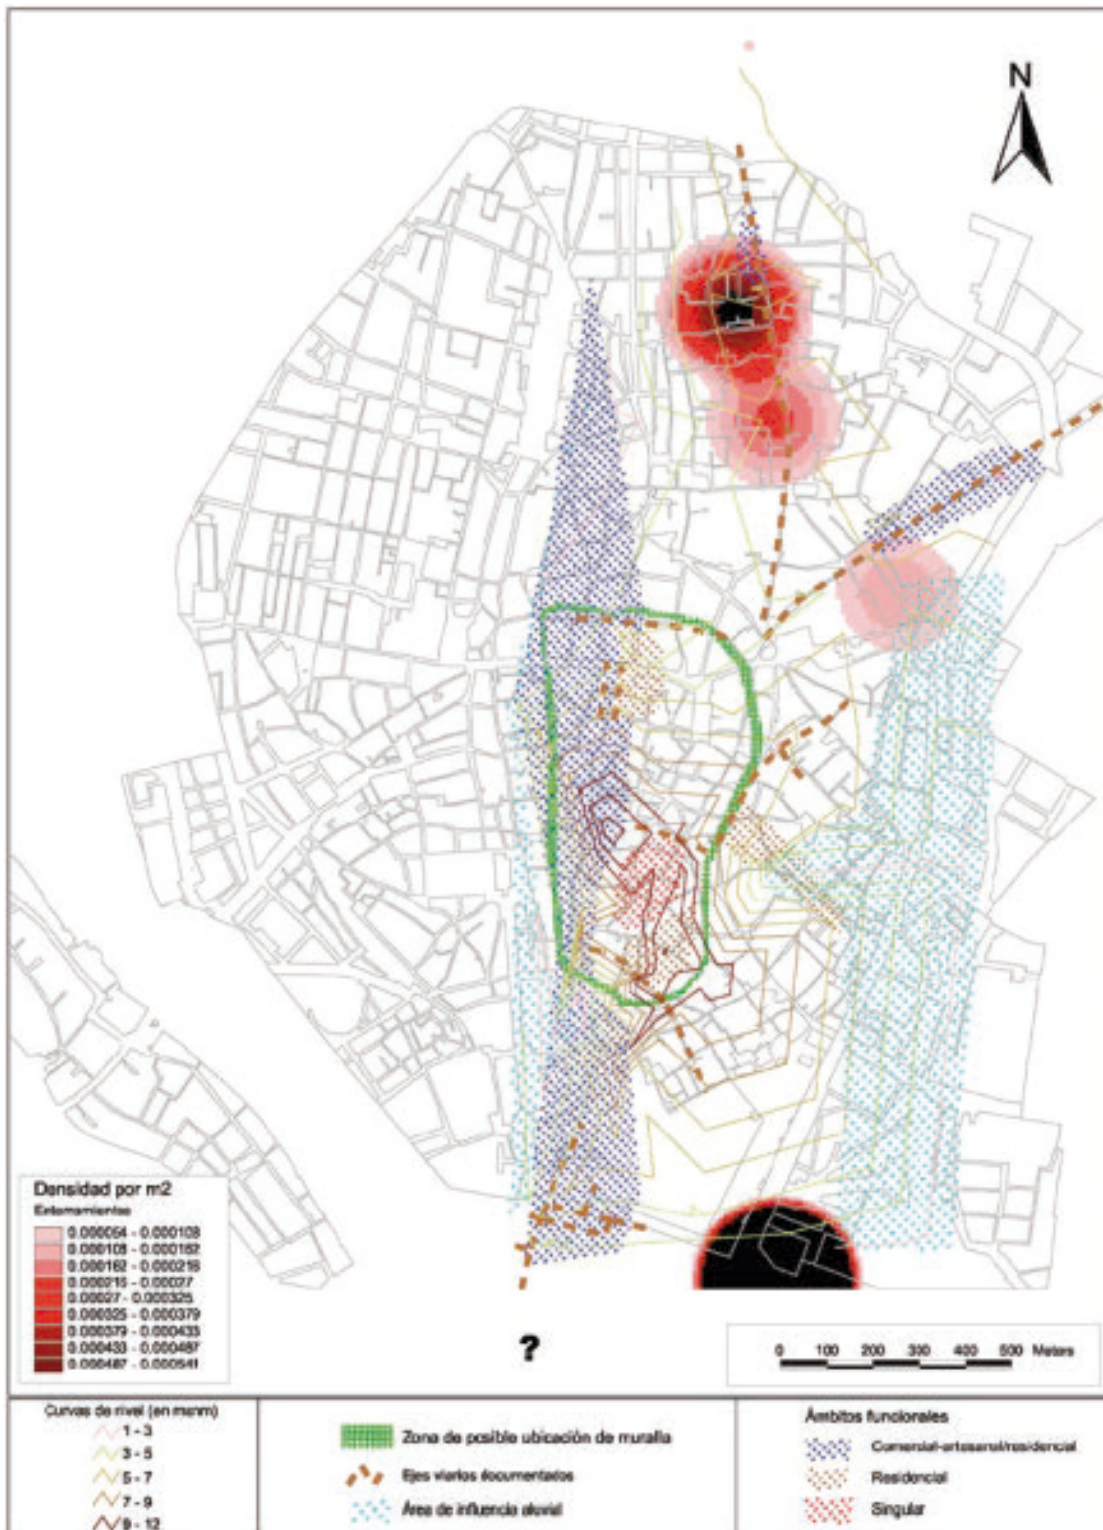 N
Densidad por m2
Enterramientos
0.000054 - 0.000108
0.000108 - 0.000162
0.000162 - 0.000216
0.000216 - 0.00027
0.00027 - 0.000325
0.000325 - 0.000379
0.000379 - 0.000433
0.000433 - 0.000487
0.000487 - 0.000541
?
0 100 200 300 400 500 Meters
Curvas de nivel (en msnm)
1 - 3
3 - 5
5 - 7
7 - 9
9 - 12
Zona de posible ubicación de muralla
Ejes viarios documentados
Área de influencia aluvial
Ámbitos funcionales
Comercial-artesanal/residencial
Residencial
Singular